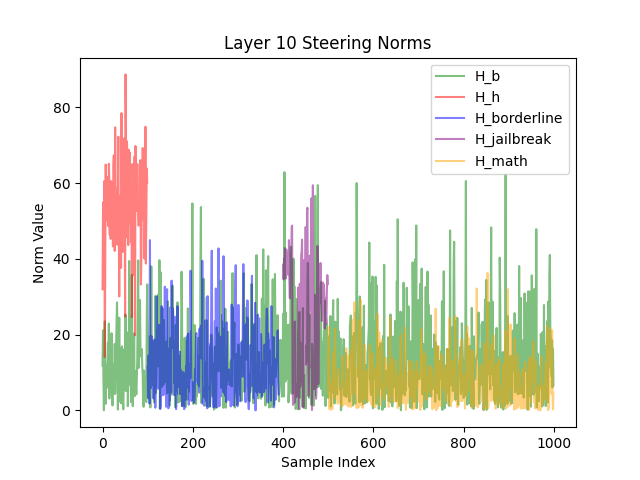 Layer 10 Steering Norms
H_b
H_h
H_borderline
H_jailbreak
H_math
Norm Value
80
60
40
20
0
0 200 400 600 800 1000
Sample Index